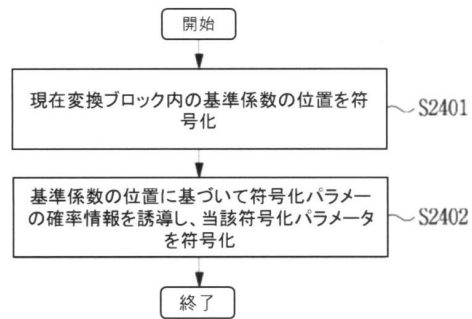 開始
現在変換ブロック内の基準係数の位置を符
号化
S2401
基準係数の位置に基づいて符号化パラメー
の確率情報を誘導し、当該符号化パラメータ
を符号化
S2402
終了